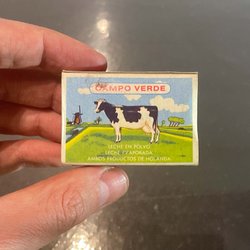 CAMPO VERDE
LECHE EN POLVO
LECHE EVAPORADA
AMBOS PRODUCTOS DE HOLANDA